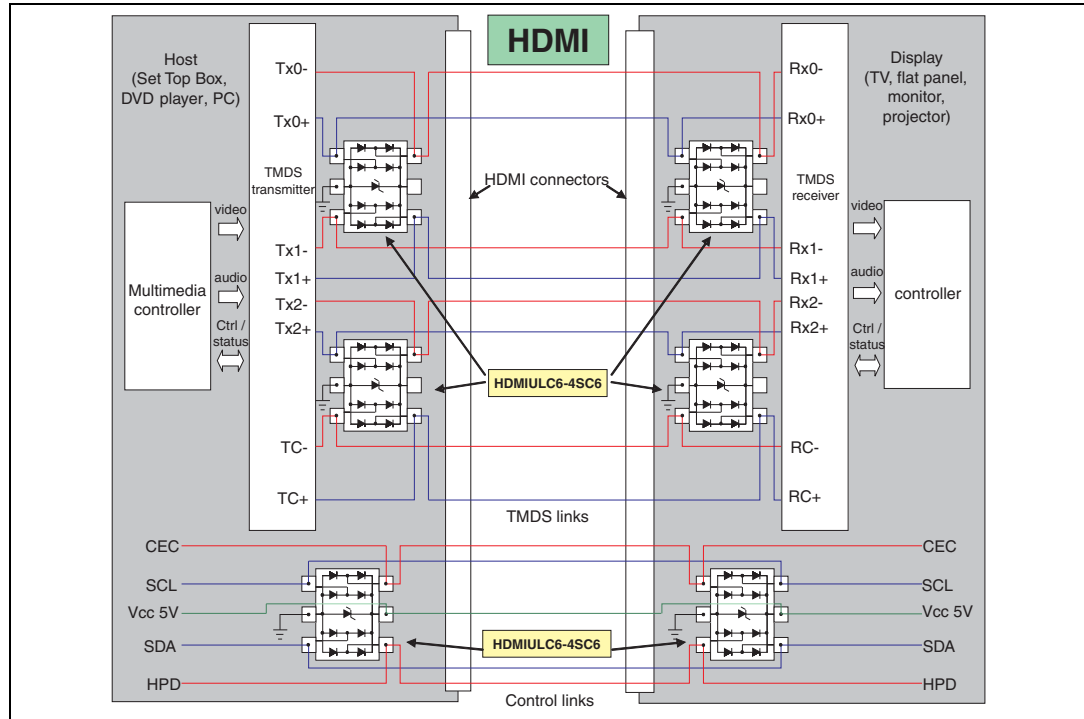 HDMI
Host
(Set Top Box,
DVD player, PC)
Display
(TV, flat panel,
monitor,
projector)
Tx0-
Tx0+
TMDS
transmitter
Tx1-
Tx1+
Tx2-
Tx2+
TC-
TC+
Multimedia
controller
video
audio
Ctrl /
status
HDMI connectors
HDMIULC6-4SC6
TMDS links
Rx0-
Rx0+
TMDS
receiver
Rx1-
Rx1+
Rx2-
Rx2+
RC-
RC+
video
audio
Ctrl /
status
controller
CEC
SCL
Vcc 5V
SDA
HPD
HDMIULC6-4SC6
Control links
CEC
SCL
Vcc 5V
SDA
HPD